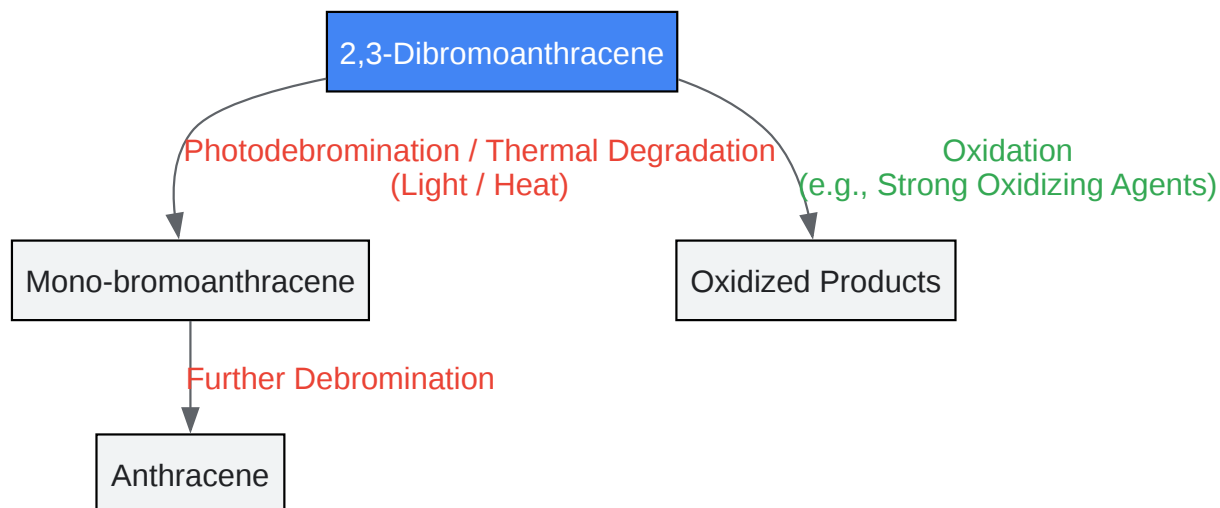 2,3-Dibromoanthracene
Photodebromination / Thermal Degradation
(Light / Heat)
Oxidation
(e.g., Strong Oxidizing Agents)
Mono-bromoanthracene
Oxidized Products
Further Debromination
Anthracene